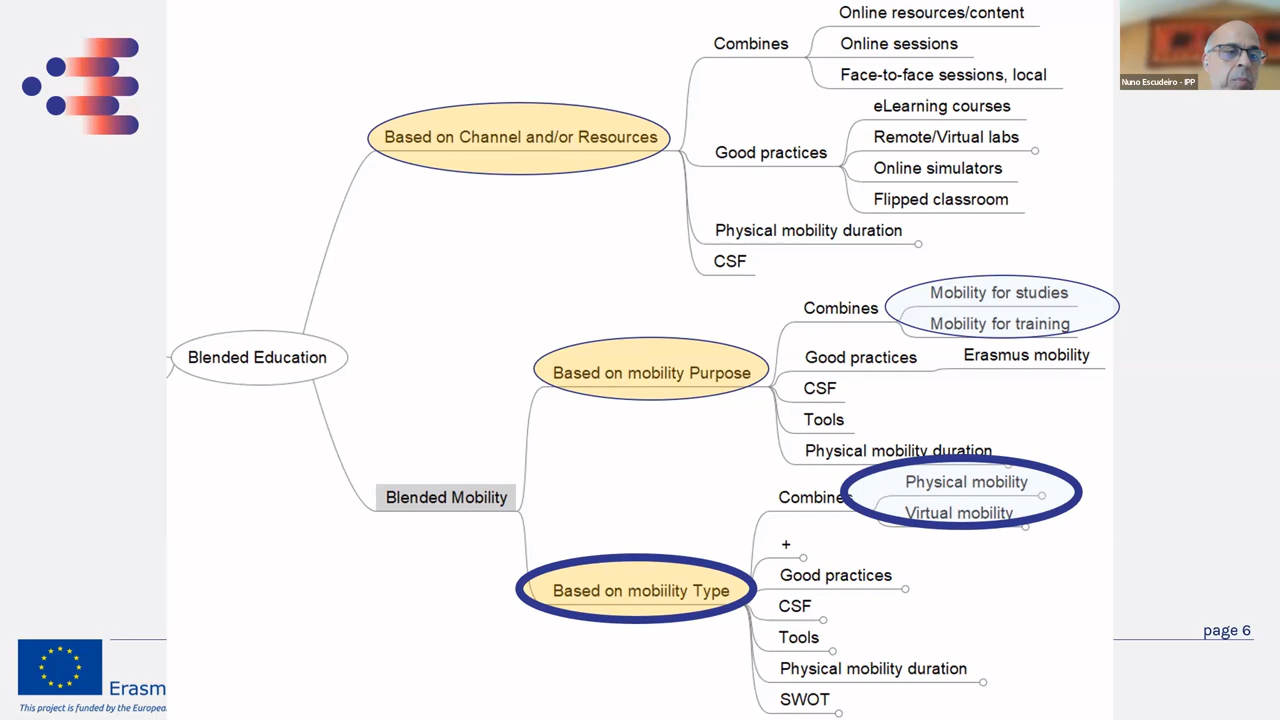 Online resources/content
Combines
Online sessions
Face-to-face sessions, local
Nuno Escudeiro - IPP
eLearning courses
Based on Channel and/or Resources
Remote/Virtual labs
Good practices
Online simulators
Flipped classroom
Physical mobility duration
CSF
Mobility for studies
Combines
Mobility for training
Blended Education
Good practices
Erasmus mobility
Based on mobility Purpose
CSF
Tools
Physical mobility duration
Physical mobility
Blended Mobility
Combines
Virtual mobility
+
Good practices
Based on mobiility Type
CSF
Tools
page 6
Physical mobility duration
Erasm
SWOT
This project is funded by the European